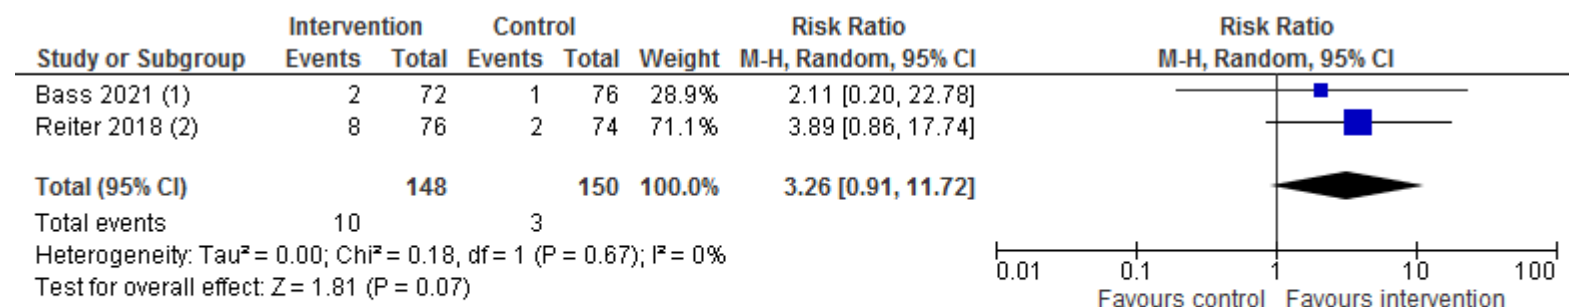 Intervention Control Risk Ratio Risk Ratio
Study or Subgroup Events Total Events Total Weight M-H, Random, 95% CI M-H, Random, 95% CI
Bass 2021 (1) 2 72 1 76 28.9% 2.11 [0.20, 22.78]
Reiter 2018 (2) 8 76 2 74 71.1% 3.89 [0.86, 17.74]
Total (95% CI) 148 150 100.0% 3.26 [0.91, 11.72]
Total events 10 3
Heterogeneity: Tau² = 0.00; Chi² = 0.18, df = 1 (P = 0.67); I² = 0%
Test for overall effect: Z = 1.81 (P = 0.07)
0.01 0.1 1 10 100
Favours control Favours intervention